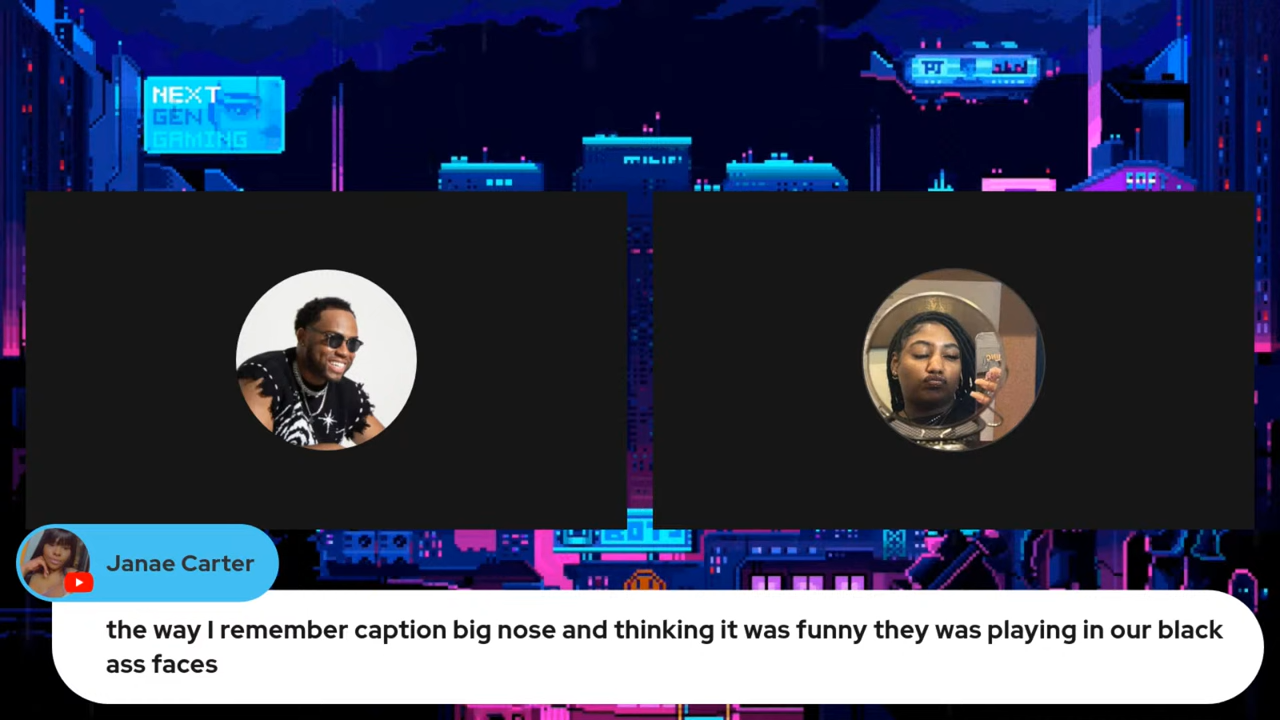 NEXT
GEN
GAMING
Janae Carter
the way I remember caption big nose and thinking it was funny they was playing in our black
ass faces